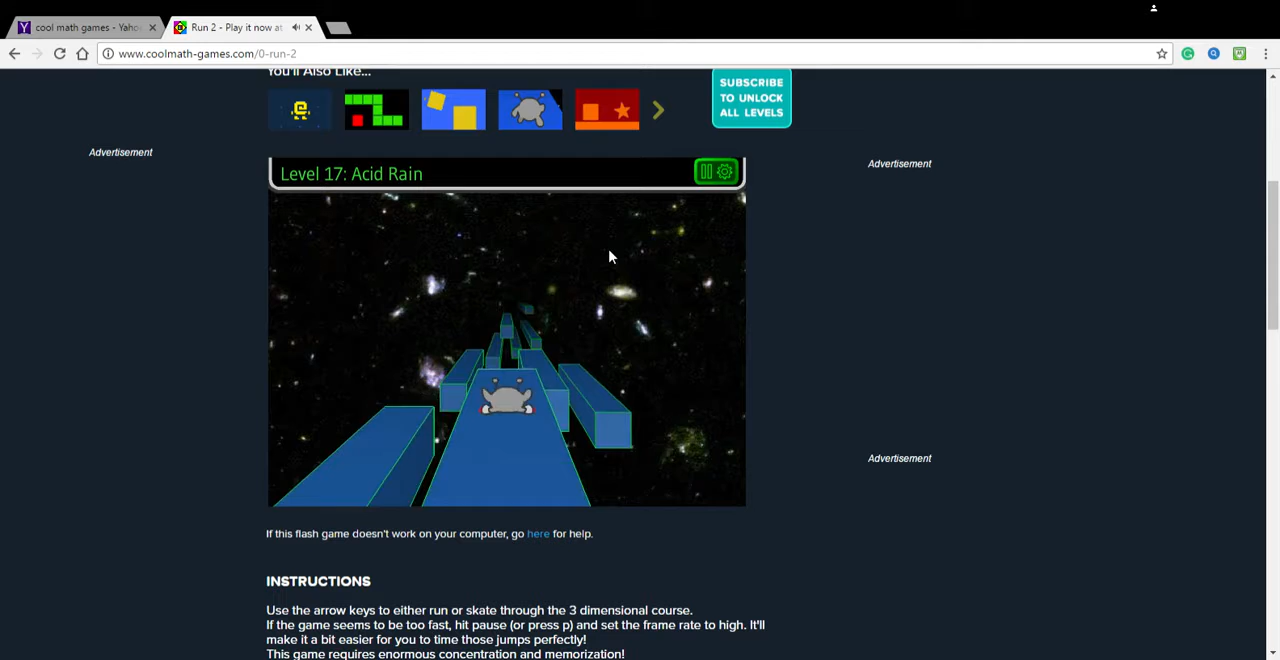 cool math games - Yaho
Run 2 - Play it now at
www.coolmath-games.com/0-run-2
You'll Also Like...
SUBSCRIBE
TO UNLOCK
ALL LEVELS
Advertisement
Advertisement
Level 17: Acid Rain
Advertisement
If this flash game doesn't work on your computer, go here for help.
INSTRUCTIONS
Use the arrow keys to either run or skate through the 3 dimensional course.
If the game seems to be too fast, hit pause (or press p) and set the frame rate to high. It'll
make it a bit easier for you to time those jumps perfectly!
This game requires enormous concentration and memorization!